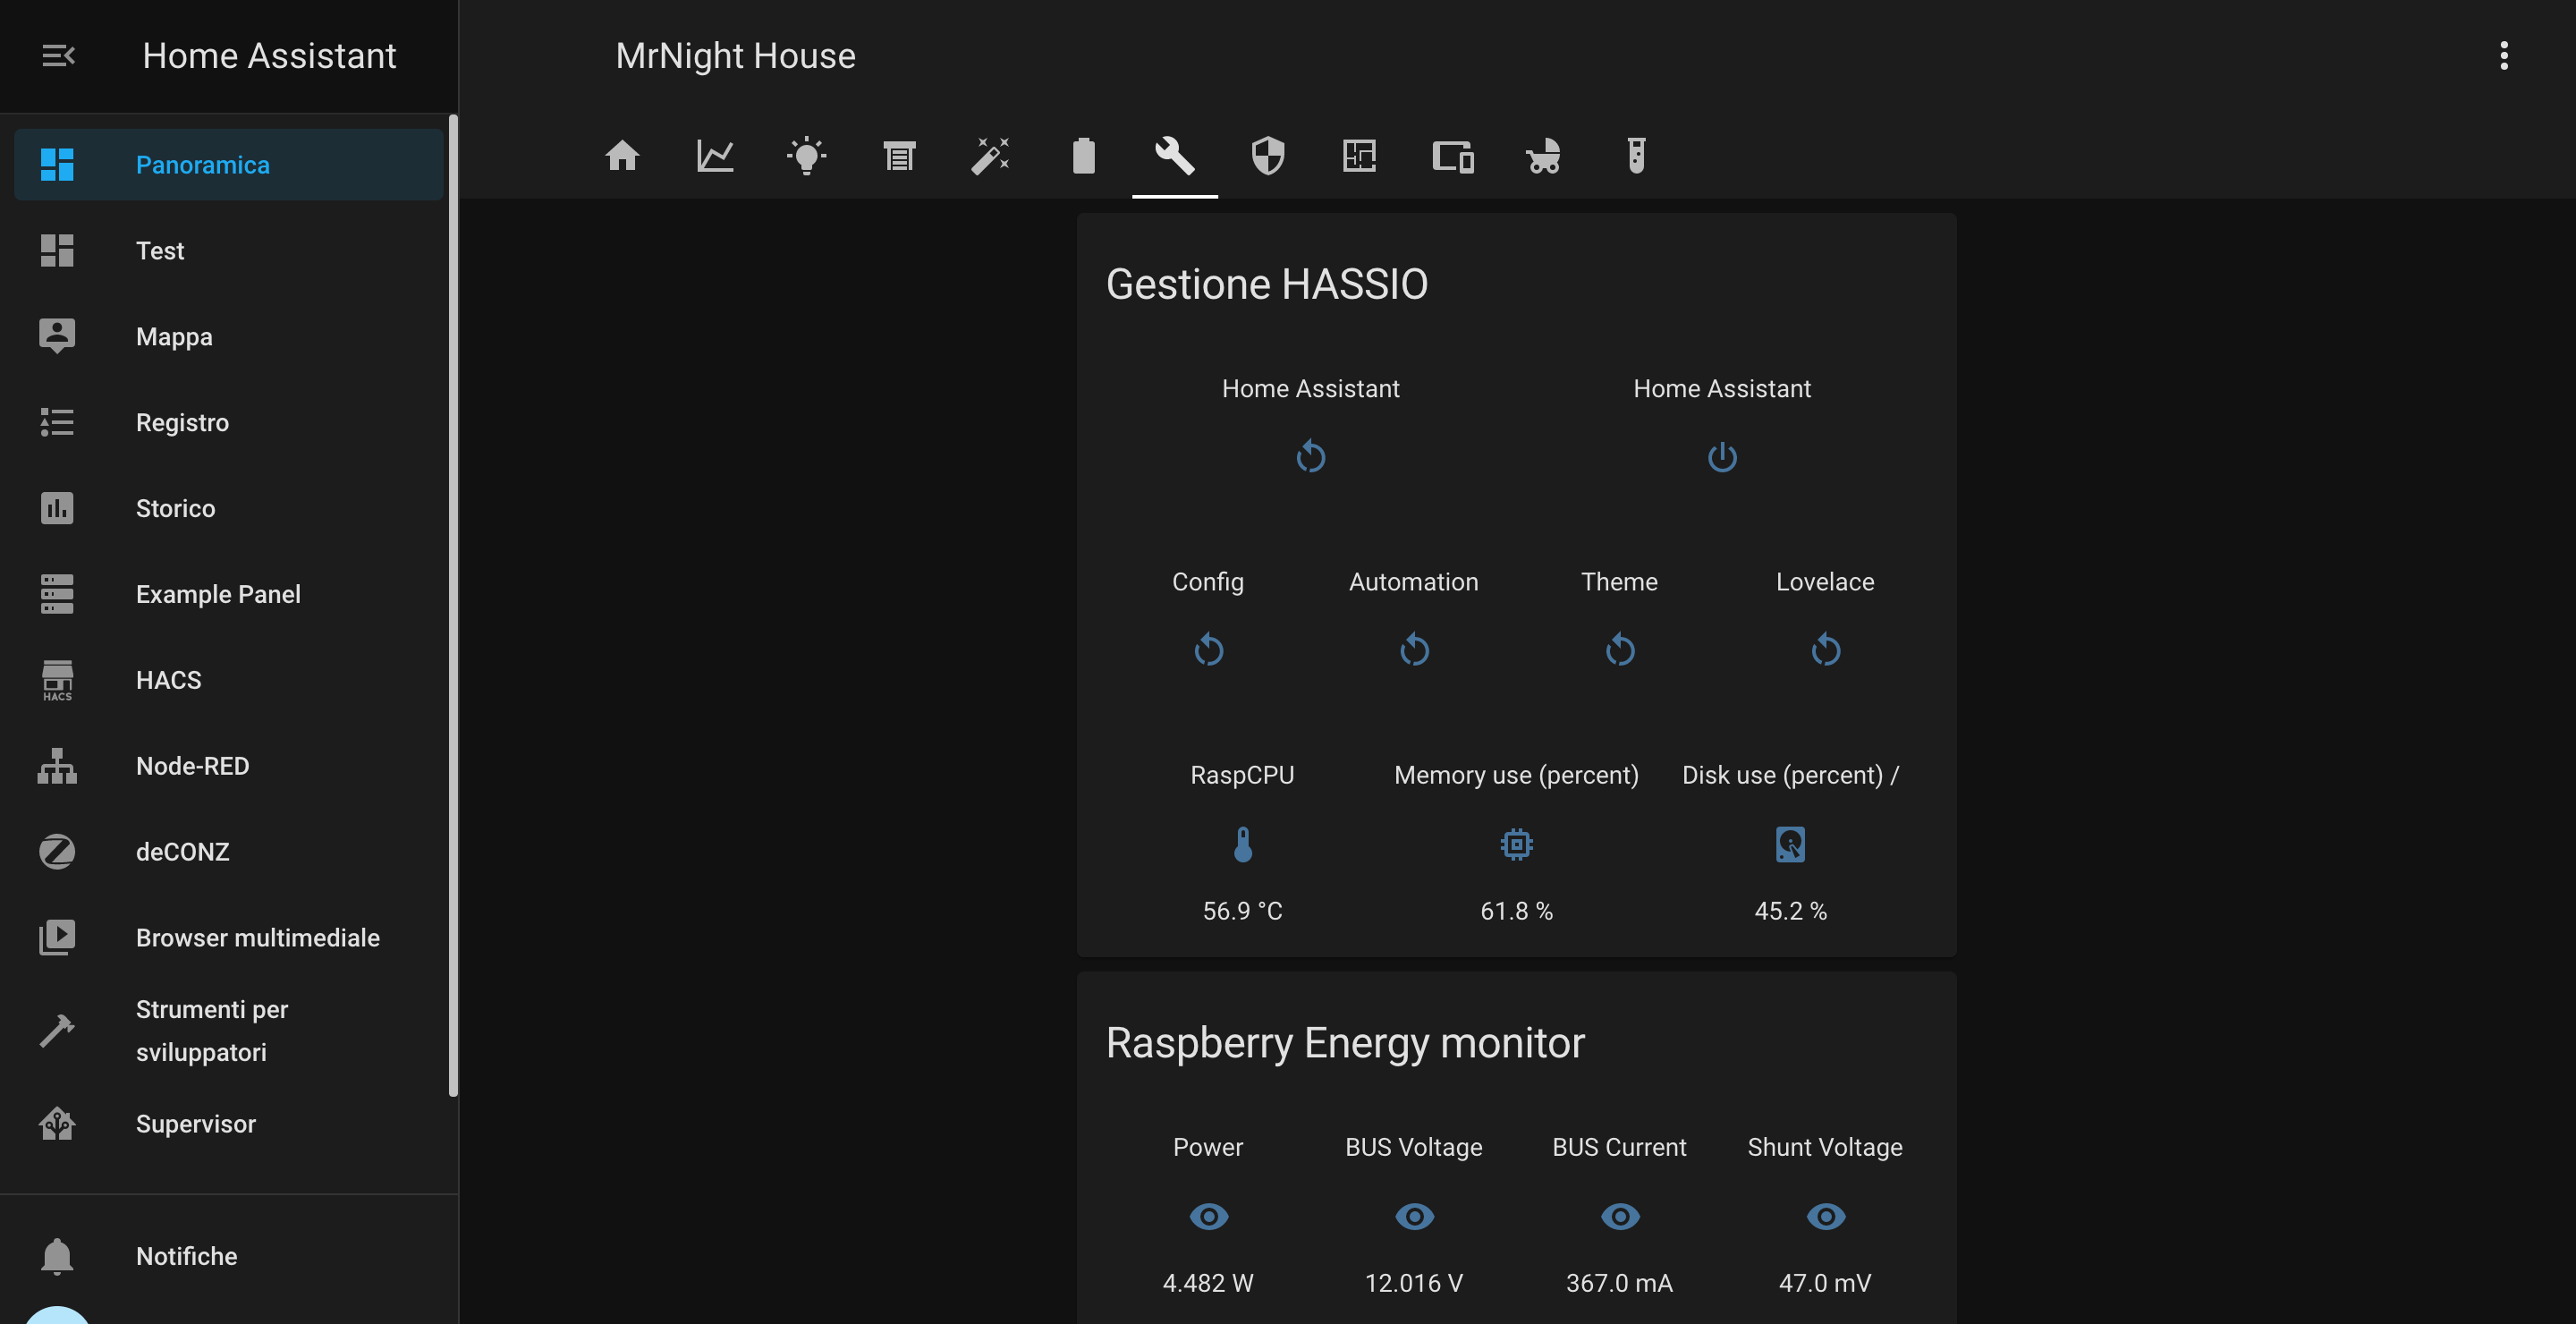 Home Assistant
MrNight House
Panoramica
Test
Mappa
Registro
Storico
Example Panel
HACS
HACS
Node-RED
deCONZ
Browser multimediale
Strumenti per
sviluppatori
Supervisor
Notifiche
Gestione HASSIO
Home Assistant Home Assistant
Config Automation Theme Lovelace
RaspCPU Memory use (percent) Disk use (percent) /
56.9 °C 61.8 % 45.2 %
Raspberry Energy monitor
Power BUS Voltage BUS Current Shunt Voltage
4.482 W 12.016 V 367.0 mA 47.0 mV